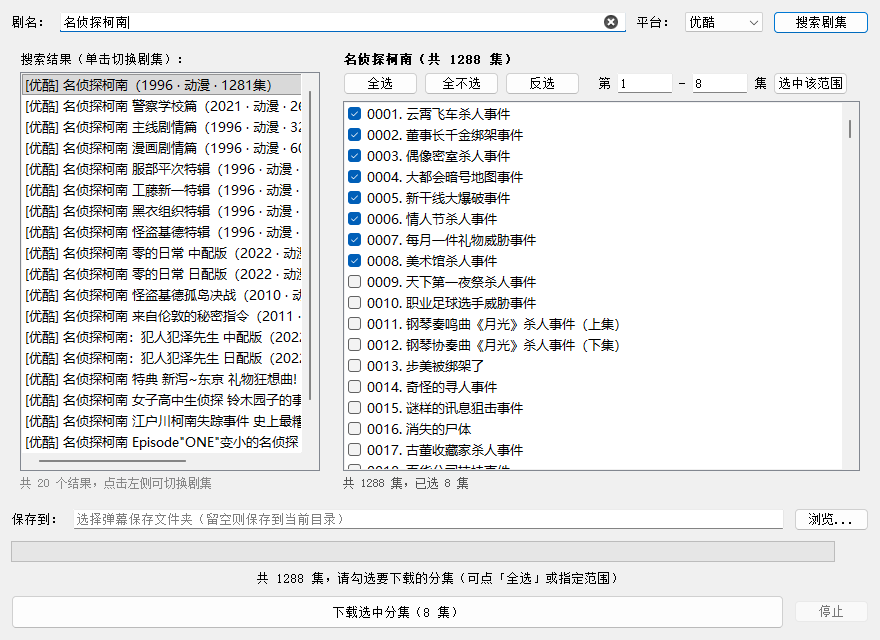 剧名： 名侦探柯南 平台： 优酷 搜索剧集
搜索结果（单击切换剧集）：
[优酷] 名侦探柯南（1996 · 动漫 · 1281集）
[优酷] 名侦探柯南 警察学校篇（2021 · 动漫 · 26
[优酷] 名侦探柯南 主线剧情篇（1996 · 动漫 · 32
[优酷] 名侦探柯南 漫画剧情篇（1996 · 动漫 · 60
[优酷] 名侦探柯南 服部平次特辑（1996 · 动漫 ·
[优酷] 名侦探柯南 工藤新一特辑（1996 · 动漫 ·
[优酷] 名侦探柯南 黑衣组织特辑（1996 · 动漫 ·
[优酷] 名侦探柯南 怪盗基德特辑（1996 · 动漫 ·
[优酷] 名侦探柯南 零的日常 中配版（2022 · 动漫
[优酷] 名侦探柯南 零的日常 日配版（2022 · 动漫
[优酷] 名侦探柯南 怪盗基德孤岛决战（2010 · 动
[优酷] 名侦探柯南 来自伦敦的秘密指令（2011 ·
[优酷] 名侦探柯南：犯人犯泽先生 中配版（2022
[优酷] 名侦探柯南：犯人犯泽先生 日配版（2022
[优酷] 名侦探柯南 特典 新泻~东京 礼物狂想曲!
[优酷] 名侦探柯南 女子高中生侦探 铃木园子的事
[优酷] 名侦探柯南 江户川柯南失踪事件 史上最糟
[优酷] 名侦探柯南 Episode"ONE"变小的名侦探
共 20 个结果，点击左侧可切换剧集
名侦探柯南（共 1288 集）
全选 全不选 反选 第 1 - 8 集 选中该范围
0001. 云霄飞车杀人事件
0002. 董事长千金绑架事件
0003. 偶像密室杀人事件
0004. 大都会暗号地图事件
0005. 新干线大爆破事件
0006. 情人节杀人事件
0007. 每月一件礼物威胁事件
0008. 美术馆杀人事件
0009. 天下第一夜祭杀人事件
0010. 职业足球选手威胁事件
0011. 钢琴奏鸣曲《月光》杀人事件（上集）
0012. 钢琴协奏曲《月光》杀人事件（下集）
0013. 步美被绑架了
0014. 奇怪的寻人事件
0015. 谜样的讯息狙击事件
0016. 消失的尸体
0017. 古董收藏家杀人事件
共 1288 集，已选 8 集
保存到： 选择弹幕保存文件夹（留空则保存到当前目录） 浏览...
共 1288 集，请勾选要下载的分集（可点「全选」或指定范围）
下载选中分集（8 集） 停止